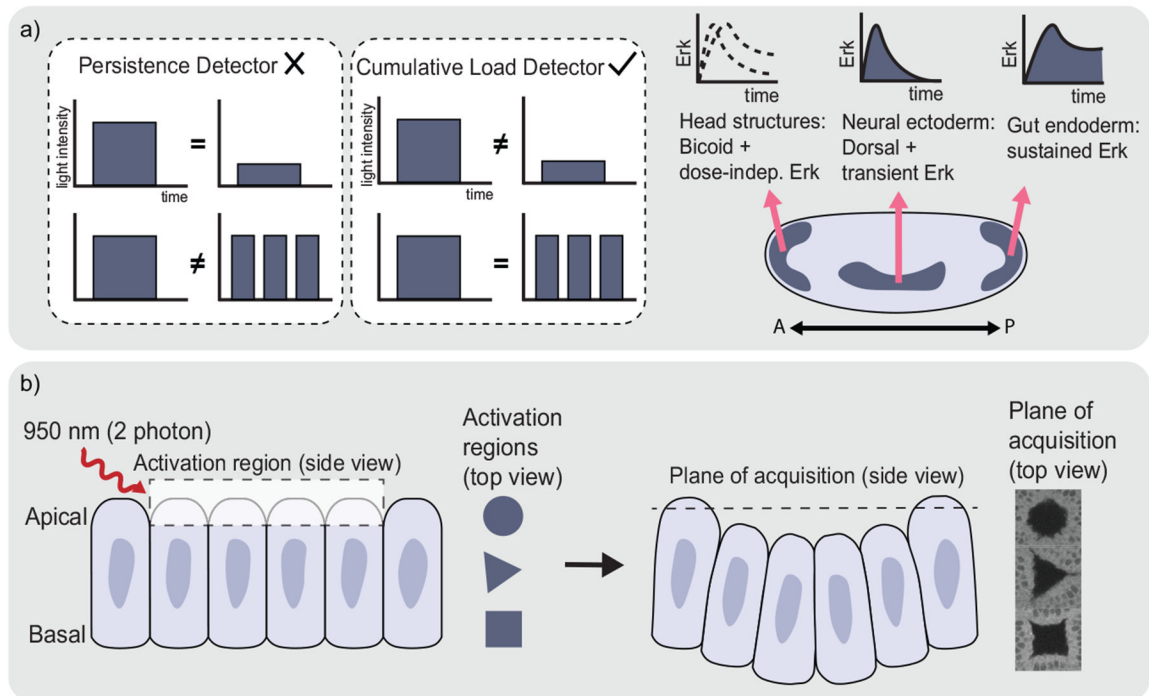 a)
Persistence Detector ✗
light intensity
time
=
≠
Cumulative Load Detector ✓
light intensity
time
≠
=
Erk
time
Head structures:
Bicoid +
dose-indep. Erk
Erk
time
Neural ectoderm:
Dorsal +
transient Erk
Erk
time
Gut endoderm:
sustained Erk
A
P
b)
950 nm (2 photon)
Activation region (side view)
Apical
Basal
Activation
regions
(top view)
Plane of acquisition (side view)
Plane of
acquisition
(top view)